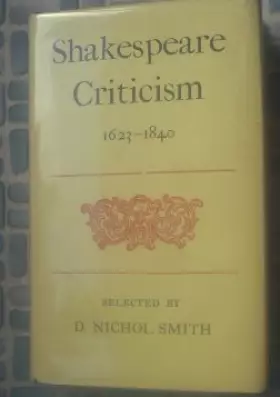 Shakespeare
Criticism
1623–1840
SELECTED BY
D. NICHOL SMITH